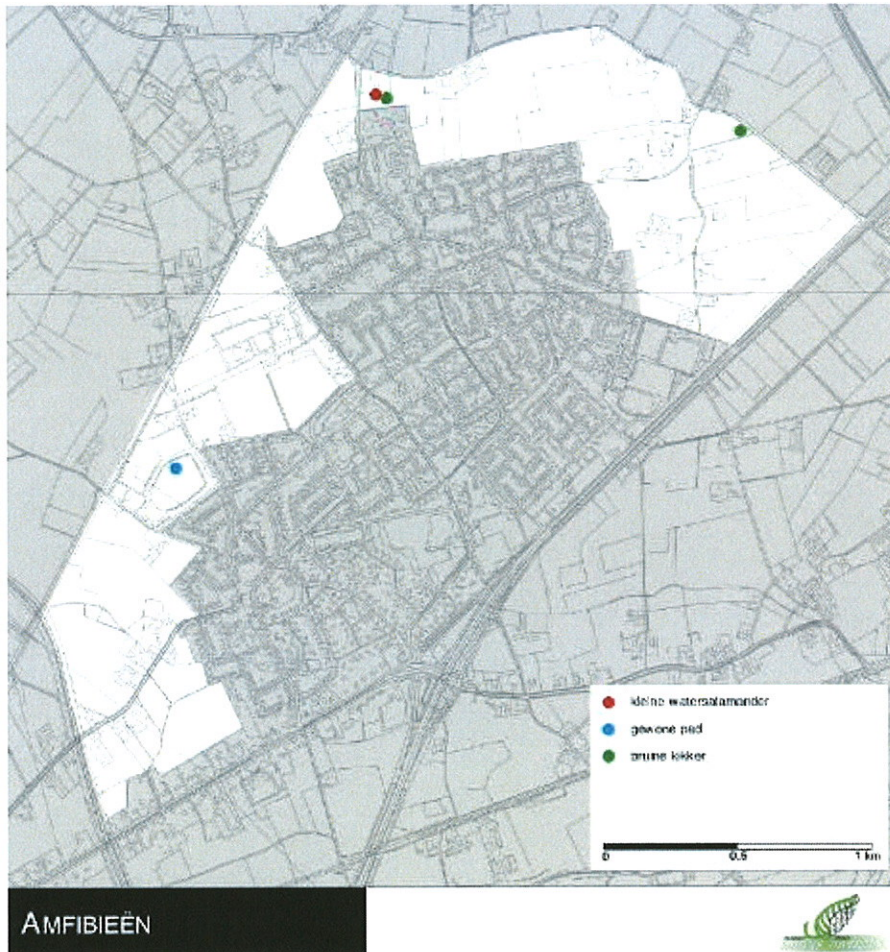 kleine watersalamander
gewone pad
bruine kikker
0 0.5 1 km
AMFIBIEËN